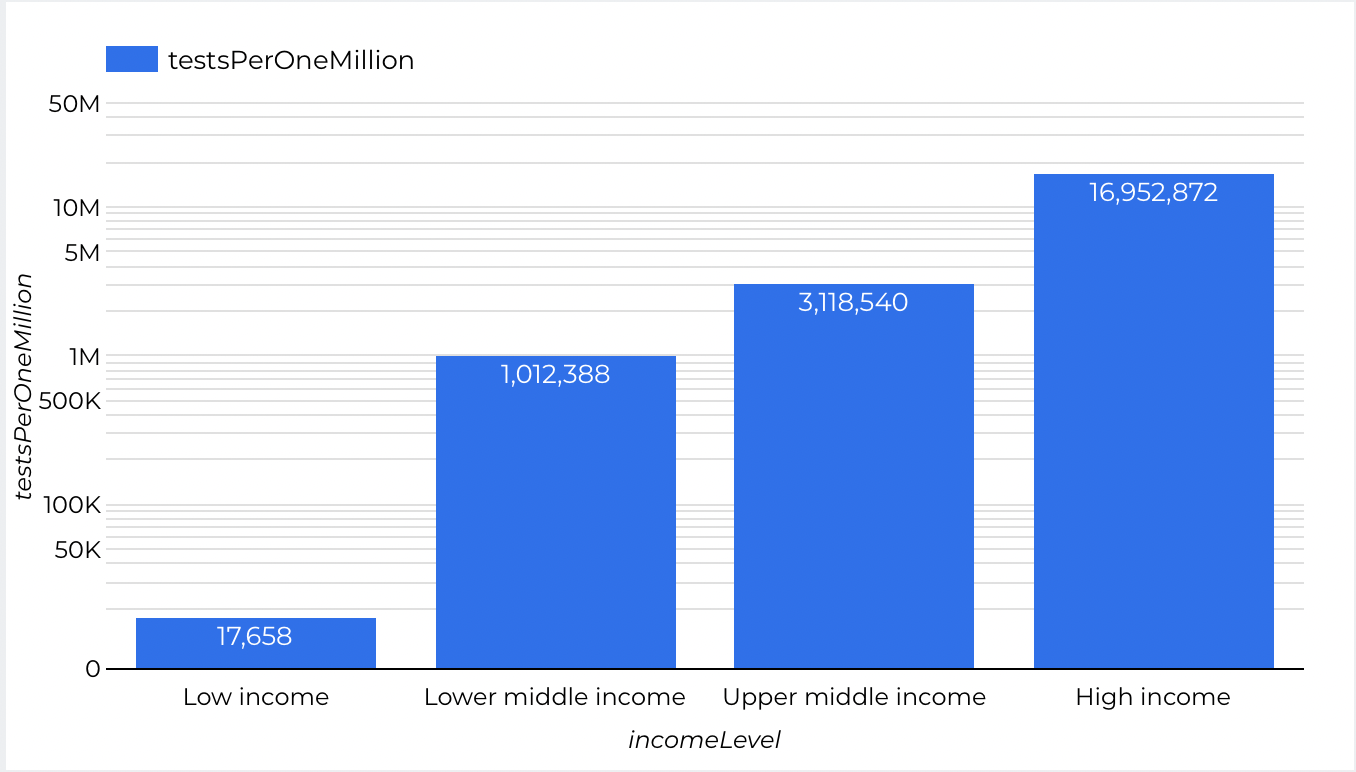 testsPerOneMillion
50M
10M
5M
1M
500K
100K
50K
0
testsPerOneMillion
17,658
1,012,388
3,118,540
16,952,872
Low income
Lower middle income
Upper middle income
High income
incomeLevel